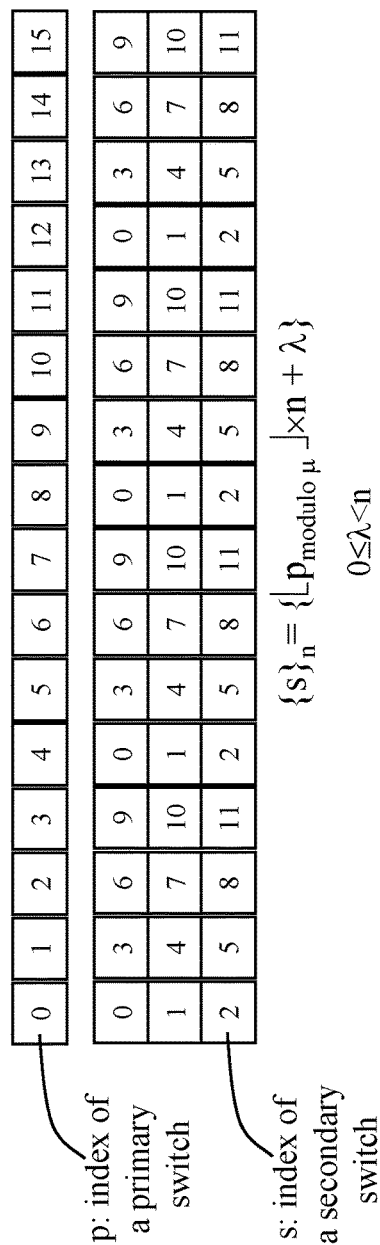 0 1 2 3 4 5 6 7 8 9 10 11 12 13 14 15
0 3 6 9 0 3 6 9 0 3 6 9 0 3 6 9
1 4 7 10 1 4 7 10 1 4 7 10 1 4 7 10
2 5 8 11 2 5 8 11 2 5 8 11 2 5 8 11
p: index of
a primary
switch
s: index of
a secondary
switch
{s}n = {⌊p modulo μ⌋×n + λ}
0≤λ<n